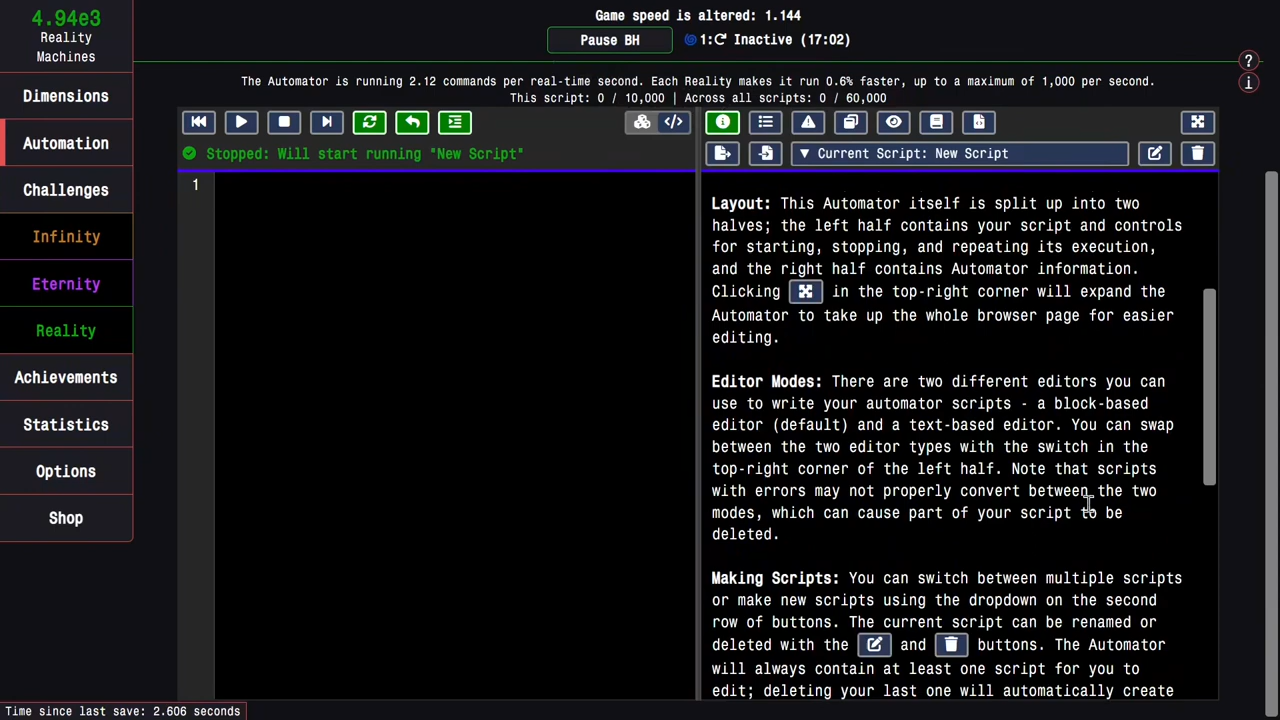 4.94e3
Reality
Machines
Dimensions
Automation
Challenges
Infinity
Eternity
Reality
Achievements
Statistics
Options
Shop
Time since last save: 2.606 seconds
Game speed is altered: 1.144
Pause BH
1: Inactive (17:02)
?
i
The Automator is running 2.12 commands per real-time second. Each Reality makes it run 0.6% faster, up to a maximum of 1,000 per second.
This script: 0 / 10,000 | Across all scripts: 0 / 60,000
Stopped: Will start running "New Script"
1
▼ Current Script: New Script
Layout: This Automator itself is split up into two
halves; the left half contains your script and controls
for starting, stopping, and repeating its execution,
and the right half contains Automator information.
Clicking in the top-right corner will expand the
Automator to take up the whole browser page for easier
editing.
Editor Modes: There are two different editors you can
use to write your automator scripts - a block-based
editor (default) and a text-based editor. You can swap
between the two editor types with the switch in the
top-right corner of the left half. Note that scripts
with errors may not properly convert between the two
modes, which can cause part of your script to be
deleted.
Making Scripts: You can switch between multiple scripts
or make new scripts using the dropdown on the second
row of buttons. The current script can be renamed or
deleted with the and buttons. The Automator
will always contain at least one script for you to
edit; deleting your last one will automatically create